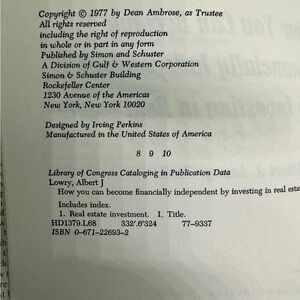 Copyright © 1977 by Dean Ambrose, as Trustee
All rights reserved
including the right of reproduction
in whole or in part in any form
Published by Simon and Schuster
A Division of Gulf & Western Corporation
Simon & Schuster Building
Rockefeller Center
1230 Avenue of the Americas
New York, New York 10020
Designed by Irving Perkins
Manufactured in the United States of America
8 9 10
Library of Congress Cataloging in Publication Data
Lowry, Albert J
How you can become financially independent by investing in real estat
Includes index.
1. Real estate investment. I. Title.
HD1379.L68 332'.6'324 77-9337
ISBN 0-671-22693-2